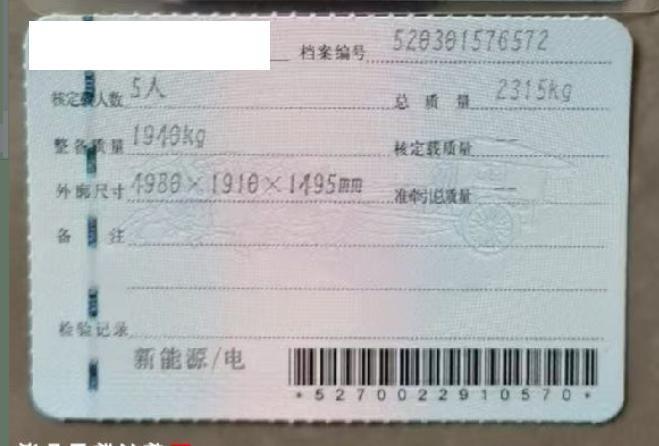 档案编号 520301576572
核定载人数 5人 总质量 2315kg
整备质量 1940kg 核定载质量 --
外廓尺寸 4980×1910×1495mm 准牵引总质量 --
备注
检验记录
新能源/电
*5270022910570*